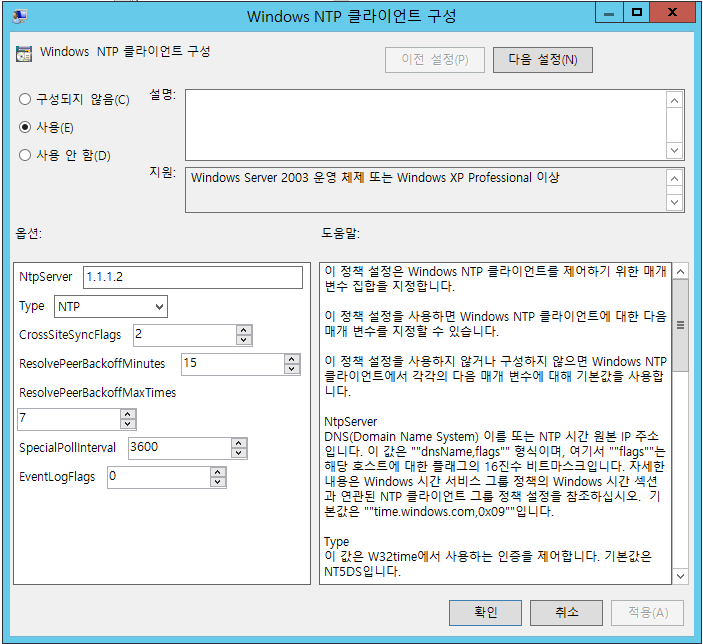 Windows NTP 클라이언트 구성
Windows NTP 클라이언트 구성
이전 설정(P)
다음 설정(N)
구성되지 않음(C)
사용(E)
사용 안 함(D)
설명:
지원:
Windows Server 2003 운영 체제 또는 Windows XP Professional 이상
옵션:
도움말:
NtpServer 1.1.1.2
Type NTP
CrossSiteSyncFlags 2
ResolvePeerBackoffMinutes 15
ResolvePeerBackoffMaxTimes
7
SpecialPollInterval 3600
EventLogFlags 0
이 정책 설정은 Windows NTP 클라이언트를 제어하기 위한 매개
변수 집합을 지정합니다.
이 정책 설정을 사용하면 Windows NTP 클라이언트에 대한 다음
매개 변수를 지정할 수 있습니다.
이 정책 설정을 사용하지 않거나 구성하지 않으면 Windows NTP
클라이언트에서 각각의 다음 매개 변수에 대해 기본값을 사용합니
다.
NtpServer
DNS(Domain Name System) 이름 또는 NTP 시간 원본 IP 주소
입니다. 이 값은 ""dnsName,flags"" 형식이며, 여기서 ""flags""는
해당 호스트에 대한 플래그의 16진수 비트마스크입니다. 자세한
내용은 Windows 시간 서비스 그룹 정책의 Windows 시간 섹션
과 연관된 NTP 클라이언트 그룹 정책 설정을 참조하십시오. 기
본값은 ""time.windows.com,0x09""입니다.
Type
이 값은 W32time에서 사용하는 인증을 제어합니다. 기본값은
NT5DS입니다.
확인
취소
적용(A)